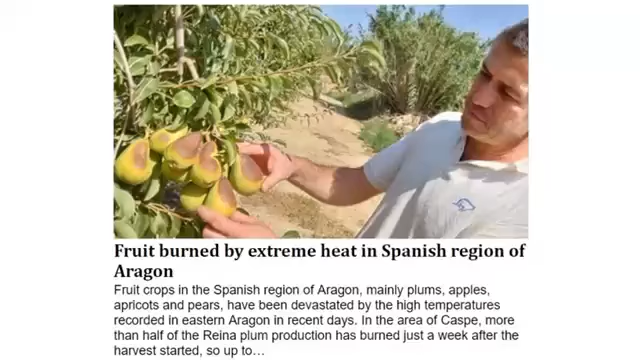 Fruit burned by extreme heat in Spanish region of
Aragon
Fruit crops in the Spanish region of Aragon, mainly plums, apples,
apricots and pears, have been devastated by the high temperatures
recorded in eastern Aragon in recent days. In the area of Caspe, more
than half of the Reina plum production has burned just a week after the
harvest started, so up to…